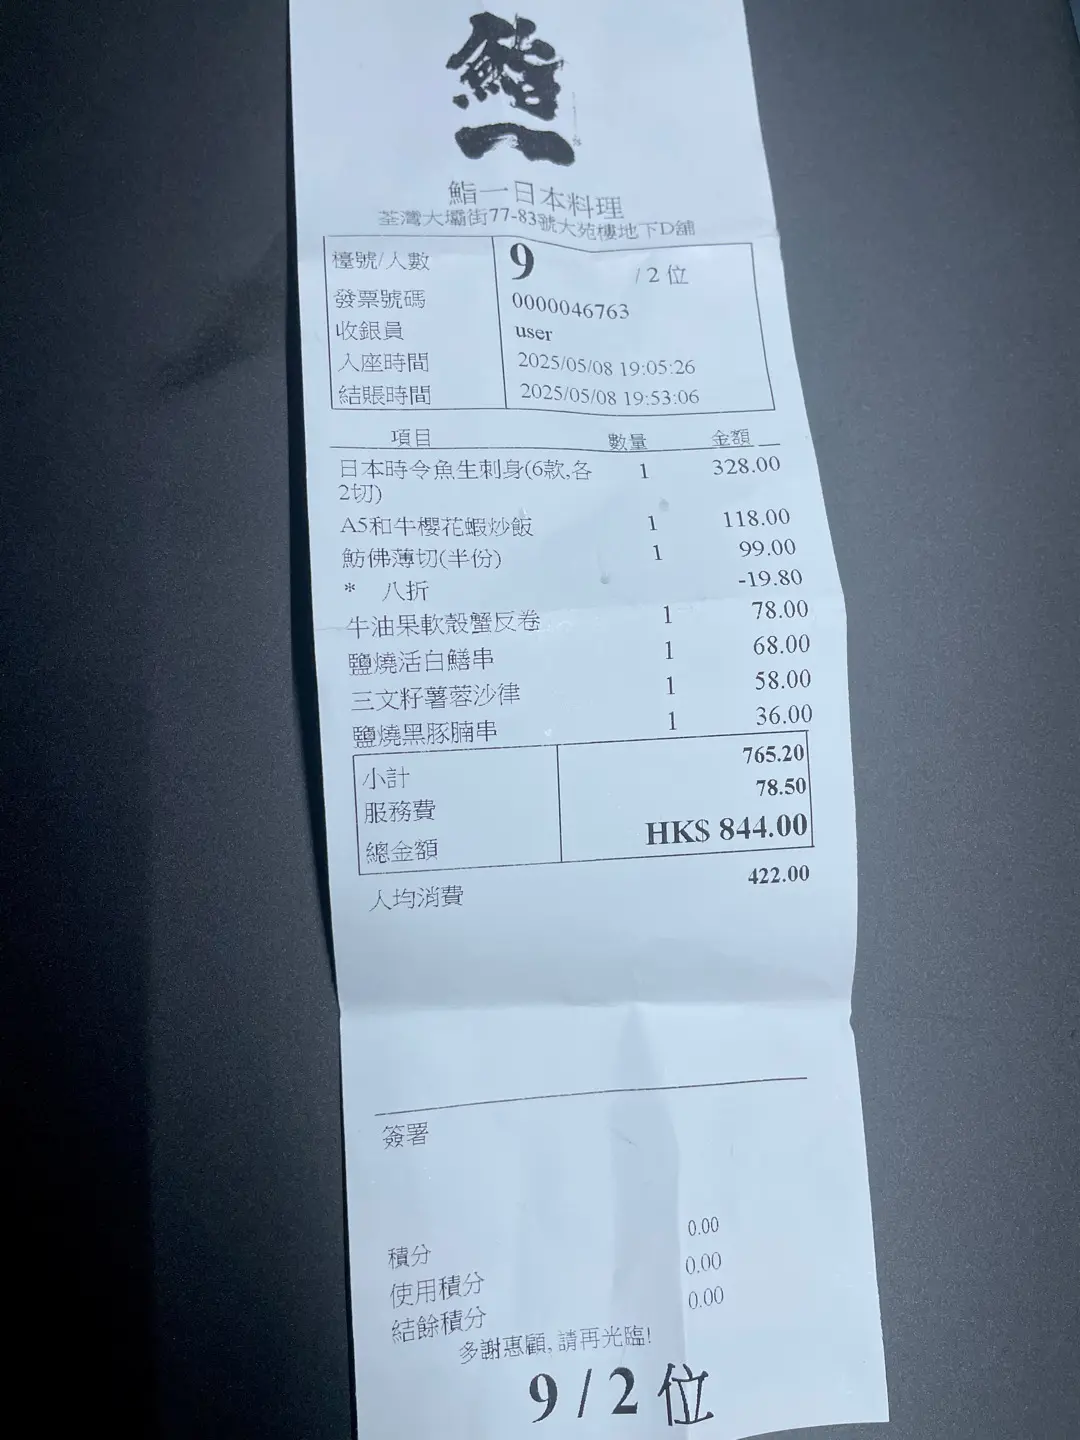 鮨
一
鮨一日本料理
荃灣大壩街77-83號大苑樓地下D舖
檯號/人數 9 /2 位
發票號碼 0000046763
收銀員 user
入座時間 2025/05/08 19:05:26
結賬時間 2025/05/08 19:53:06
項目 數量 金額
日本時令魚生刺身(6款,各 1 328.00
2切)
A5和牛櫻花蝦炒飯 1 118.00
魴佛薄切(半份) 1 99.00
* 八折 -19.80
牛油果軟殼蟹反卷 1 78.00
鹽燒活白鱔串 1 68.00
三文籽薯蓉沙律 1 58.00
鹽燒黑豚腩串 1 36.00
小計 765.20
服務費 78.50
總金額 HK$ 844.00
人均消費 422.00
簽署
積分 0.00
使用積分 0.00
結餘積分 0.00
多謝惠顧, 請再光臨!
9 / 2 位